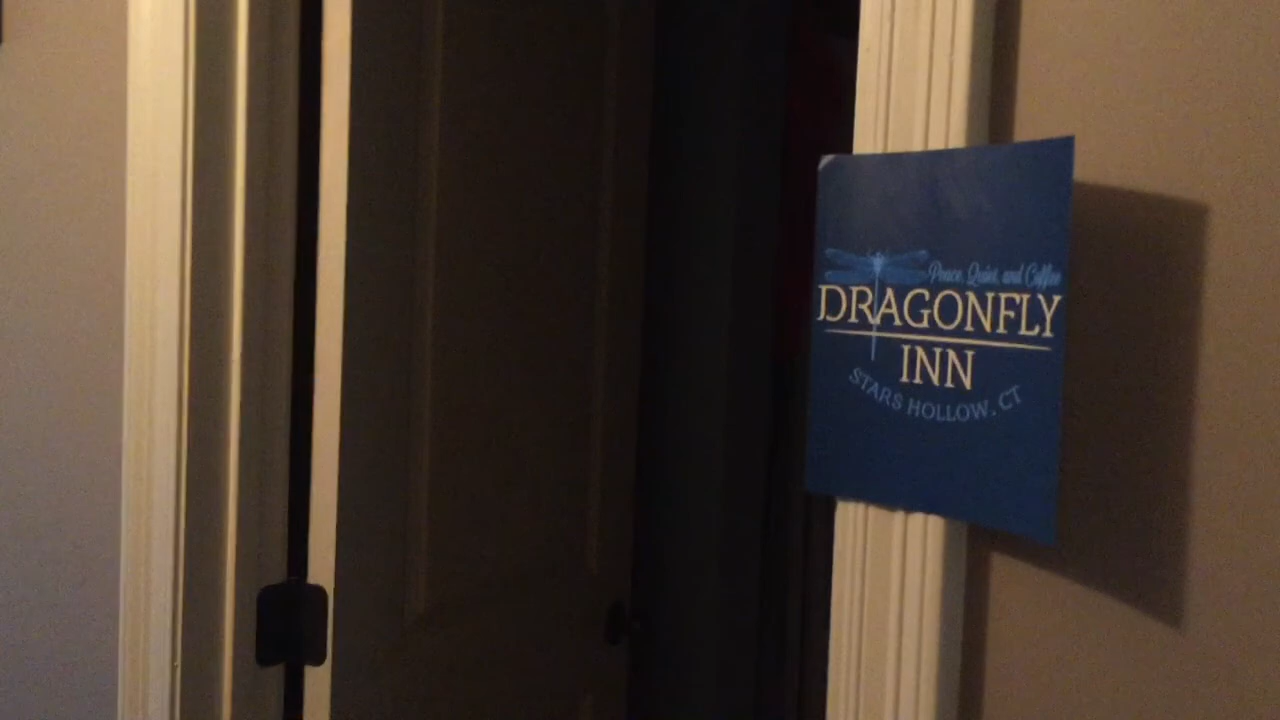 Peace, Quiet, and Coffee
DRAGONFLY
INN
STARS HOLLOW, CT